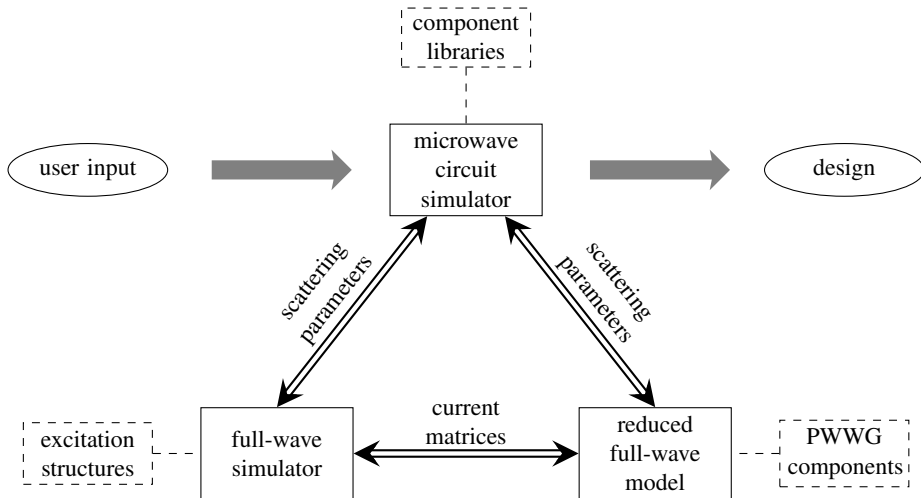 component
libraries
user input
microwave
circuit
simulator
design
scattering
parameters
scattering
parameters
excitation
structures
full-wave
simulator
current
matrices
reduced
full-wave
model
PWWG
components